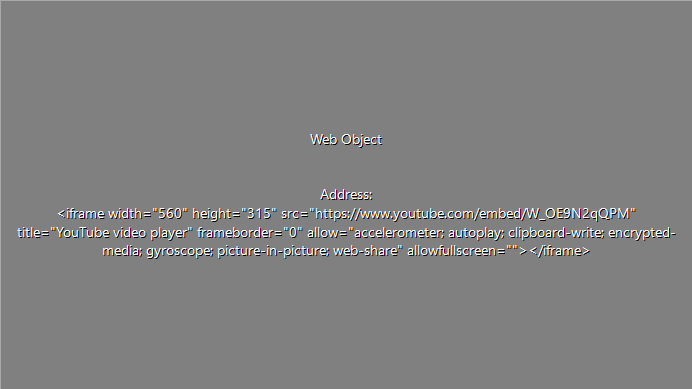 Web Object
Address:
<iframe width="560" height="315" src="https://www.youtube.com/embed/W_OE9N2qQPM"
title="YouTube video player" frameborder="0" allow="accelerometer; autoplay; clipboard-write; encrypted-
media; gyroscope; picture-in-picture; web-share" allowfullscreen=""></iframe>